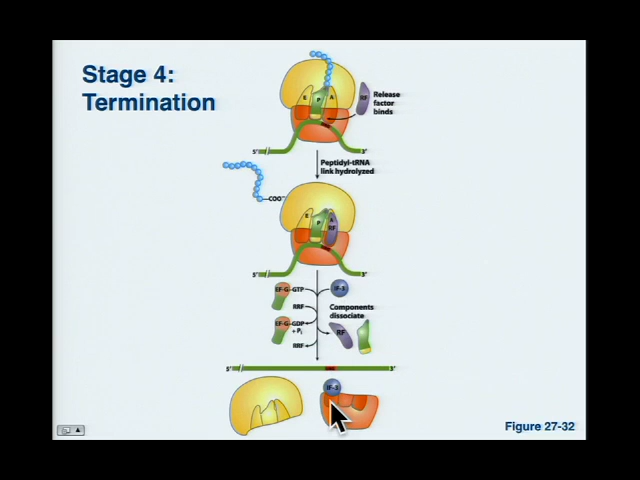 Stage 4:
Termination
E
P
A
RF
Release
factor
binds
5'
3'
Peptidyl-tRNA
link hydrolyzed
COO⁻
E
P
A
RF
5'
3'
EF-G-GTP
IF-3
RRF
Components
dissociate
EF-G-GDP
+ Pi
RF
RRF
5'
3'
IF-3
Figure 27-32